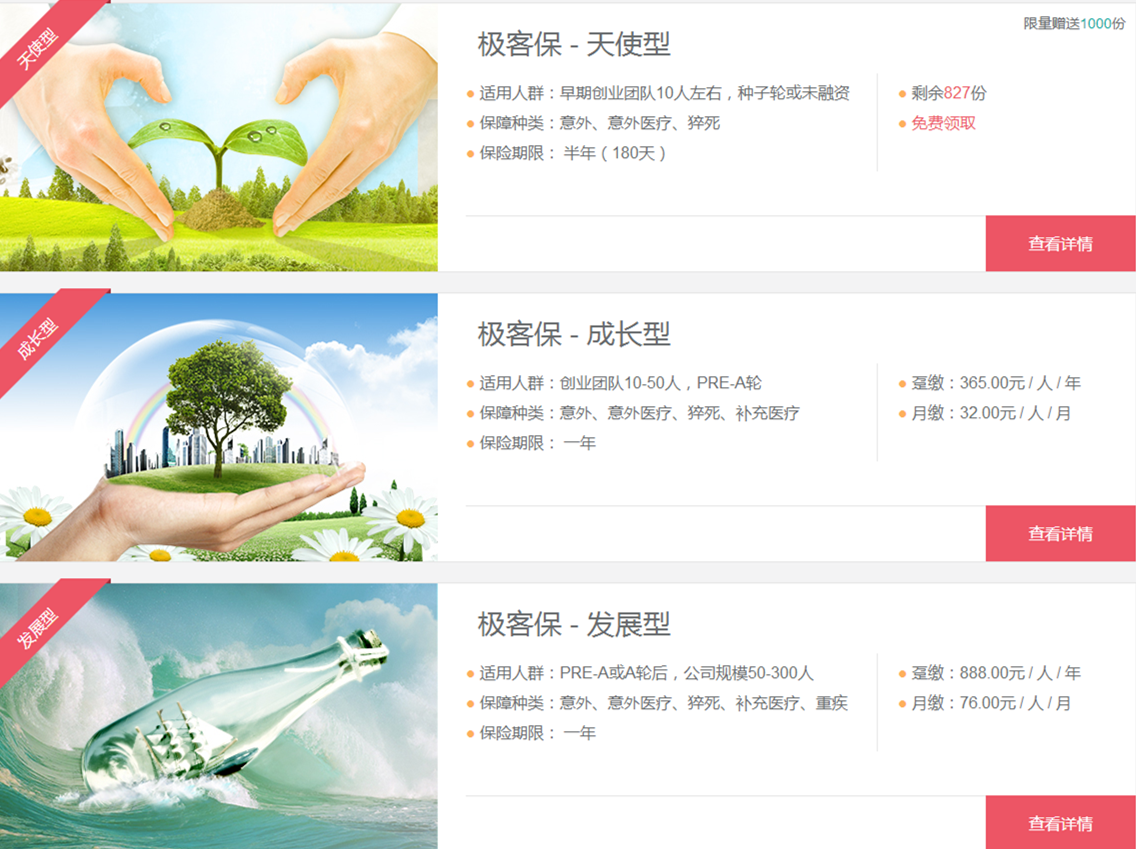 天使型
限量赠送1000份
极客保 - 天使型
适用人群：早期创业团队10人左右，种子轮或未融资
剩余827份
保障种类：意外、意外医疗、猝死
免费领取
保险期限： 半年（180天）
查看详情
成长型
极客保 - 成长型
适用人群：创业团队10-50人，PRE-A轮
趸缴：365.00元 / 人 / 年
保障种类：意外、意外医疗、猝死、补充医疗
月缴：32.00元 / 人 / 月
保险期限： 一年
查看详情
发展型
极客保 - 发展型
适用人群：PRE-A或A轮后，公司规模50-300人
趸缴：888.00元 / 人 / 年
保障种类：意外、意外医疗、猝死、补充医疗、重疾
月缴：76.00元 / 人 / 月
保险期限： 一年
查看详情